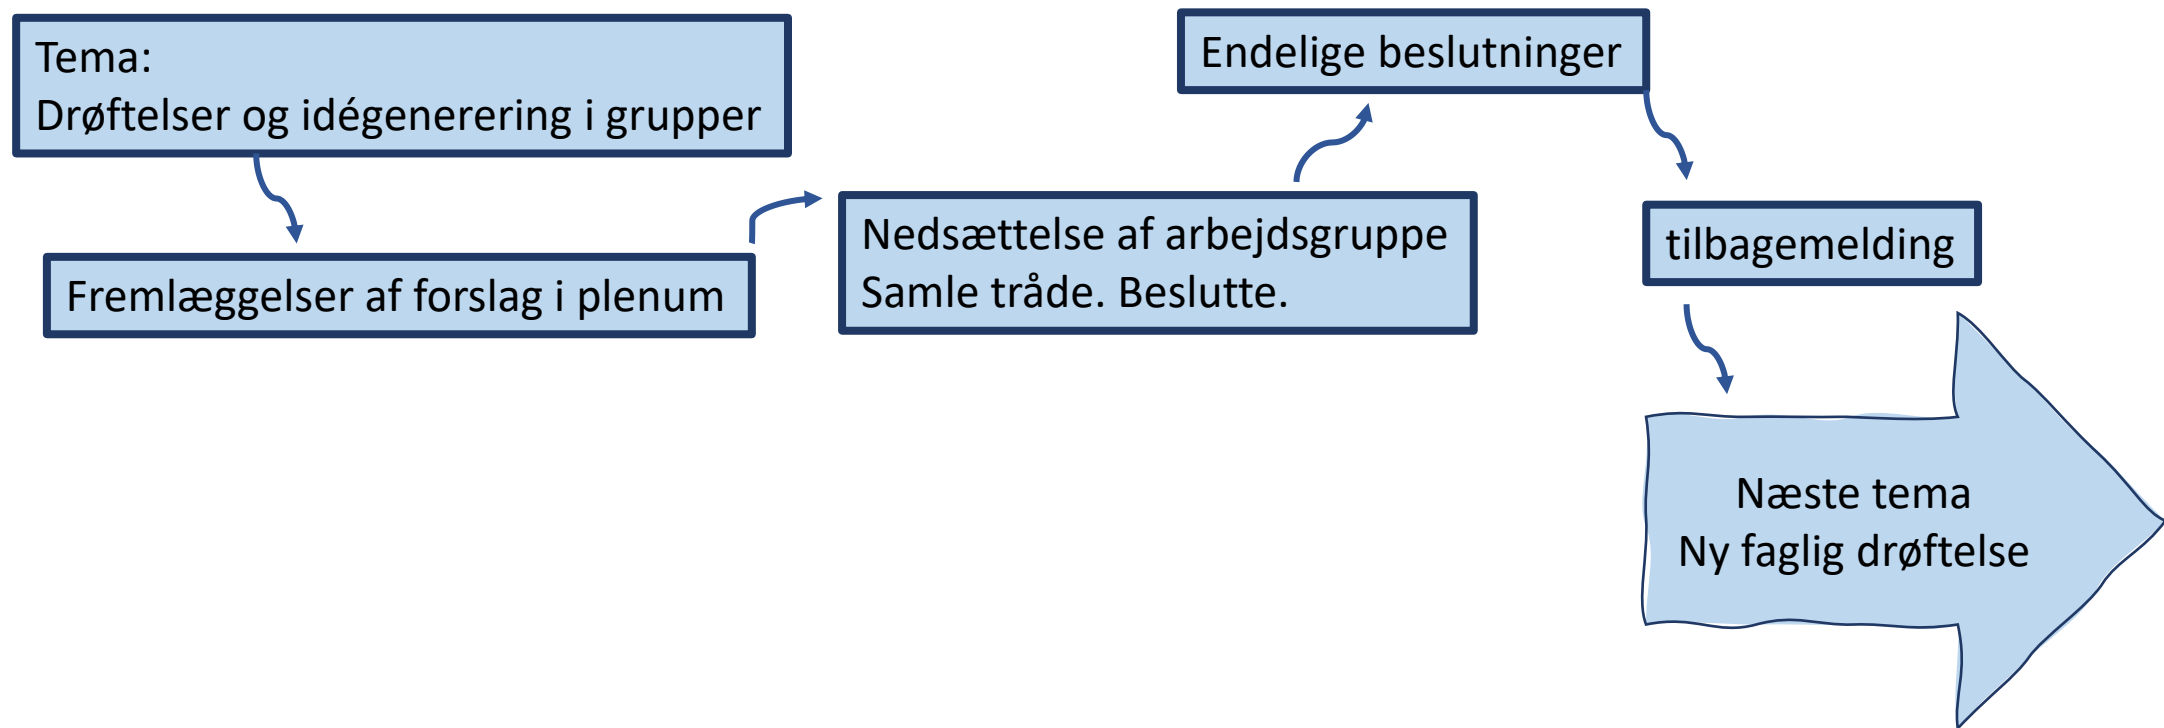 Tema:
Drøftelser og idégenerering i grupper
Fremlæggelser af forslag i plenum
Nedsættelse af arbejdsgruppe
Samle tråde. Beslutte.
Endelige beslutninger
tilbagemelding
Næste tema
Ny faglig drøftelse